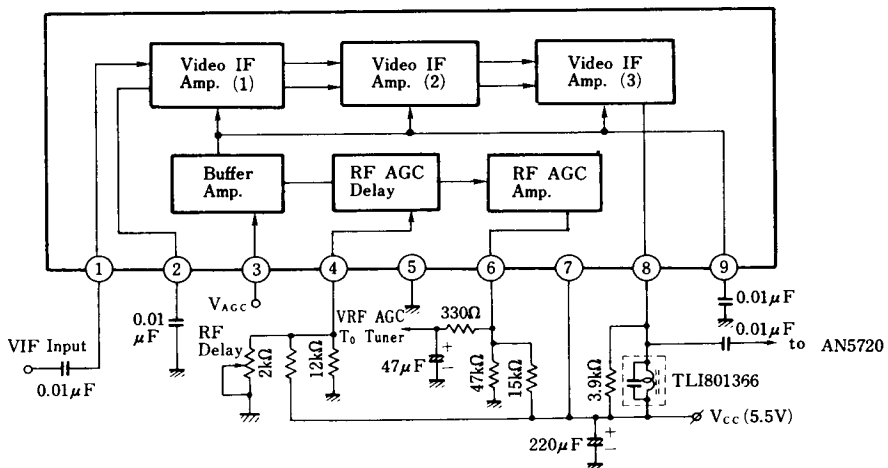 Video IF
Amp. (1)
Video IF
Amp. (2)
Video IF
Amp. (3)
Buffer
Amp.
RF AGC
Delay
RF AGC
Amp.
1
2
3
4
5
6
7
8
9
VIF Input
0.01μF
0.01
μF
VAGC
RF
Delay
2kΩ
12kΩ
VRF AGC
To Tuner
330Ω
47μF
+
−
47kΩ
15kΩ
3.9kΩ
TLI801366
0.01μF
0.01μF
to AN5720
VCC (5.5V)
220μF
+
−